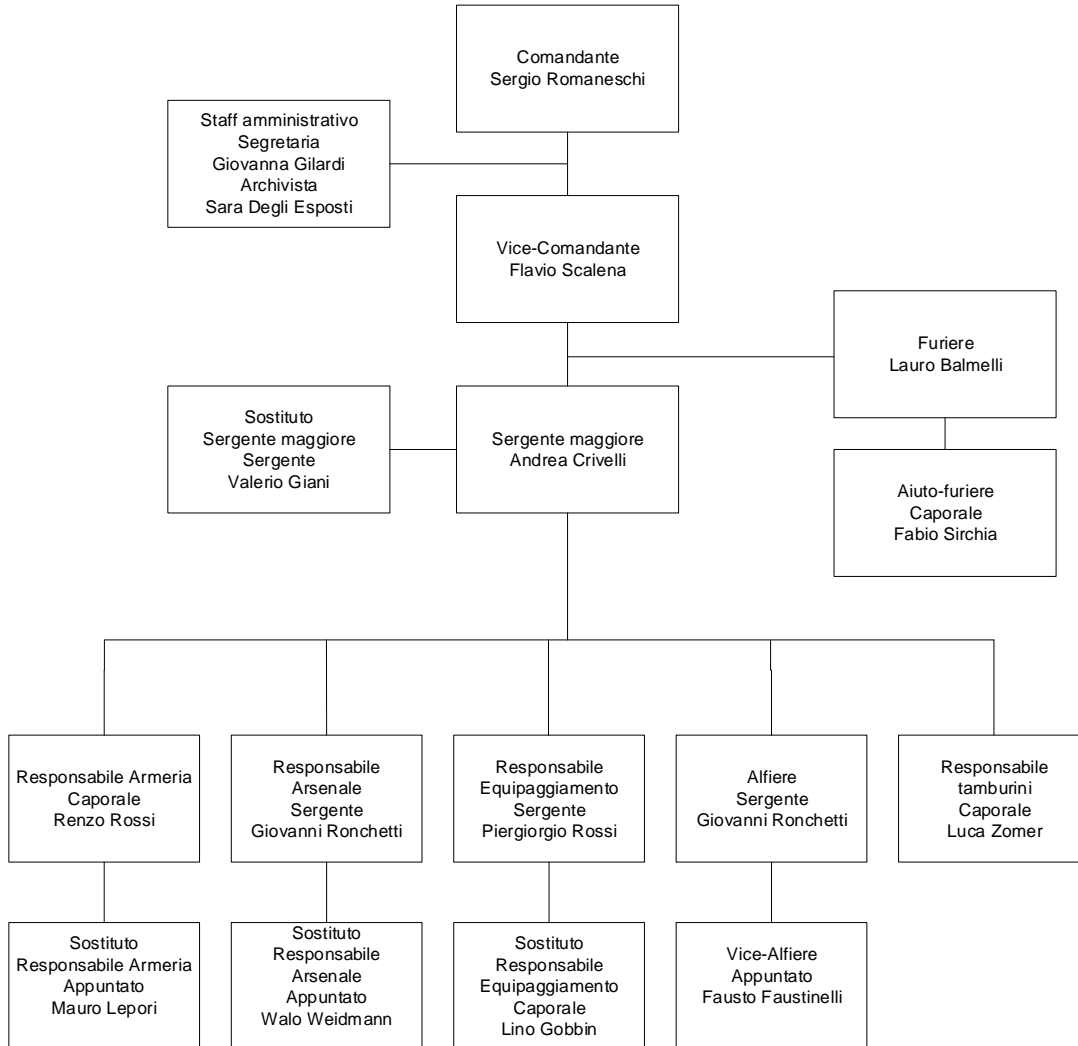 Comandante
Sergio Romaneschi
Staff amministrativo
Segretaria
Giovanna Gilardi
Archivista
Sara Degli Esposti
Vice-Comandante
Flavio Scalena
Furiere
Lauro Balmelli
Sostituto
Sergente maggiore
Sergente
Valerio Giani
Sergente maggiore
Andrea Crivelli
Aiuto-furiere
Caporale
Fabio Sirchia
Responsabile Armeria
Caporale
Renzo Rossi
Responsabile
Arsenale
Sergente
Giovanni Ronchetti
Responsabile
Equipaggiamento
Sergente
Piergiorgio Rossi
Alfiere
Sergente
Giovanni Ronchetti
Responsabile
tamburini
Caporale
Luca Zomer
Sostituto
Responsabile Armeria
Appuntato
Mauro Lepori
Sostituto
Responsabile
Arsenale
Appuntato
Walo Weidmann
Sostituto
Responsabile
Equipaggiamento
Caporale
Lino Gobbin
Vice-Alfiere
Appuntato
Fausto Faustinelli